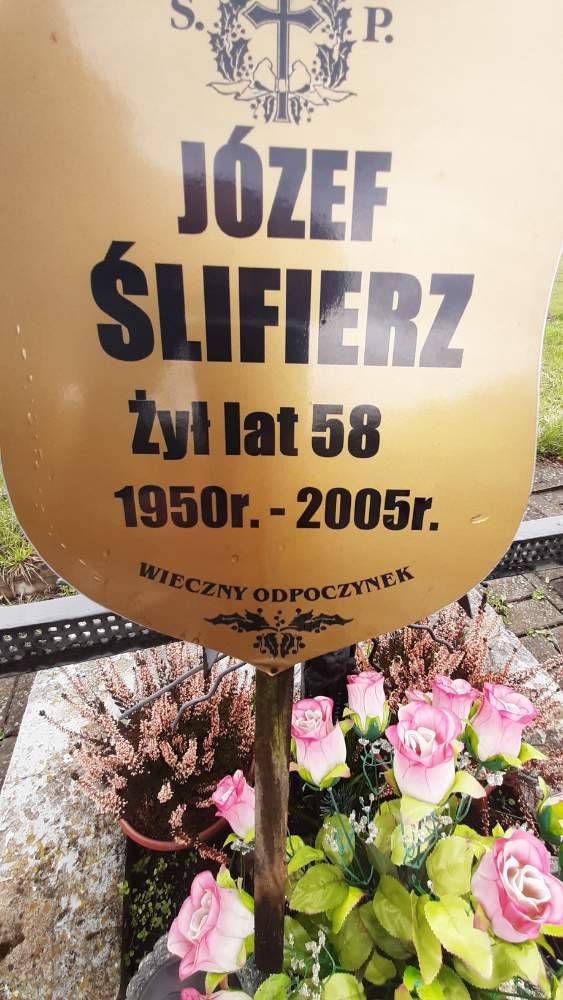 Ś. P.
JÓZEF
ŚLIFIERZ
Żył lat 58
1950r. - 2005r.
WIECZNY ODPOCZYNEK